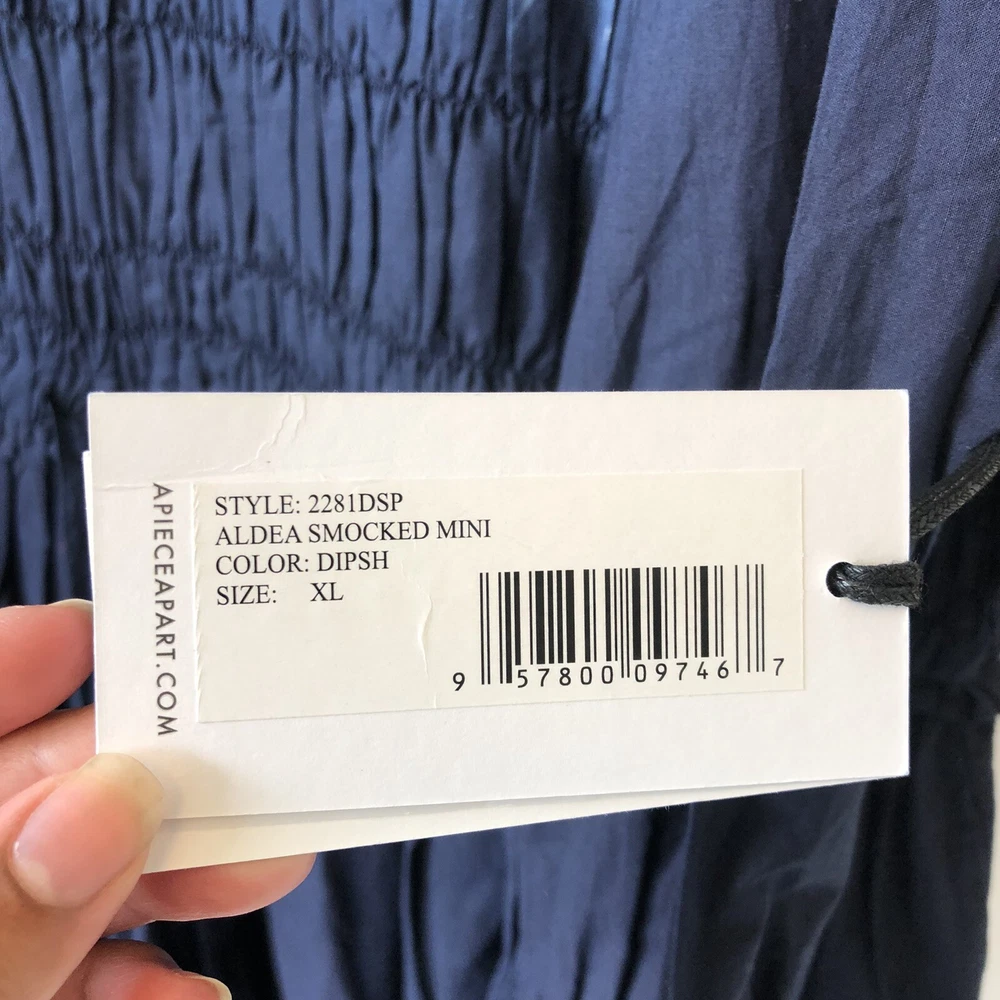 APIECEAPART.COM
STYLE: 2281DSP
ALDEA SMOCKED MINI
COLOR: DIPSH
SIZE: XL
9 57800 09746 7